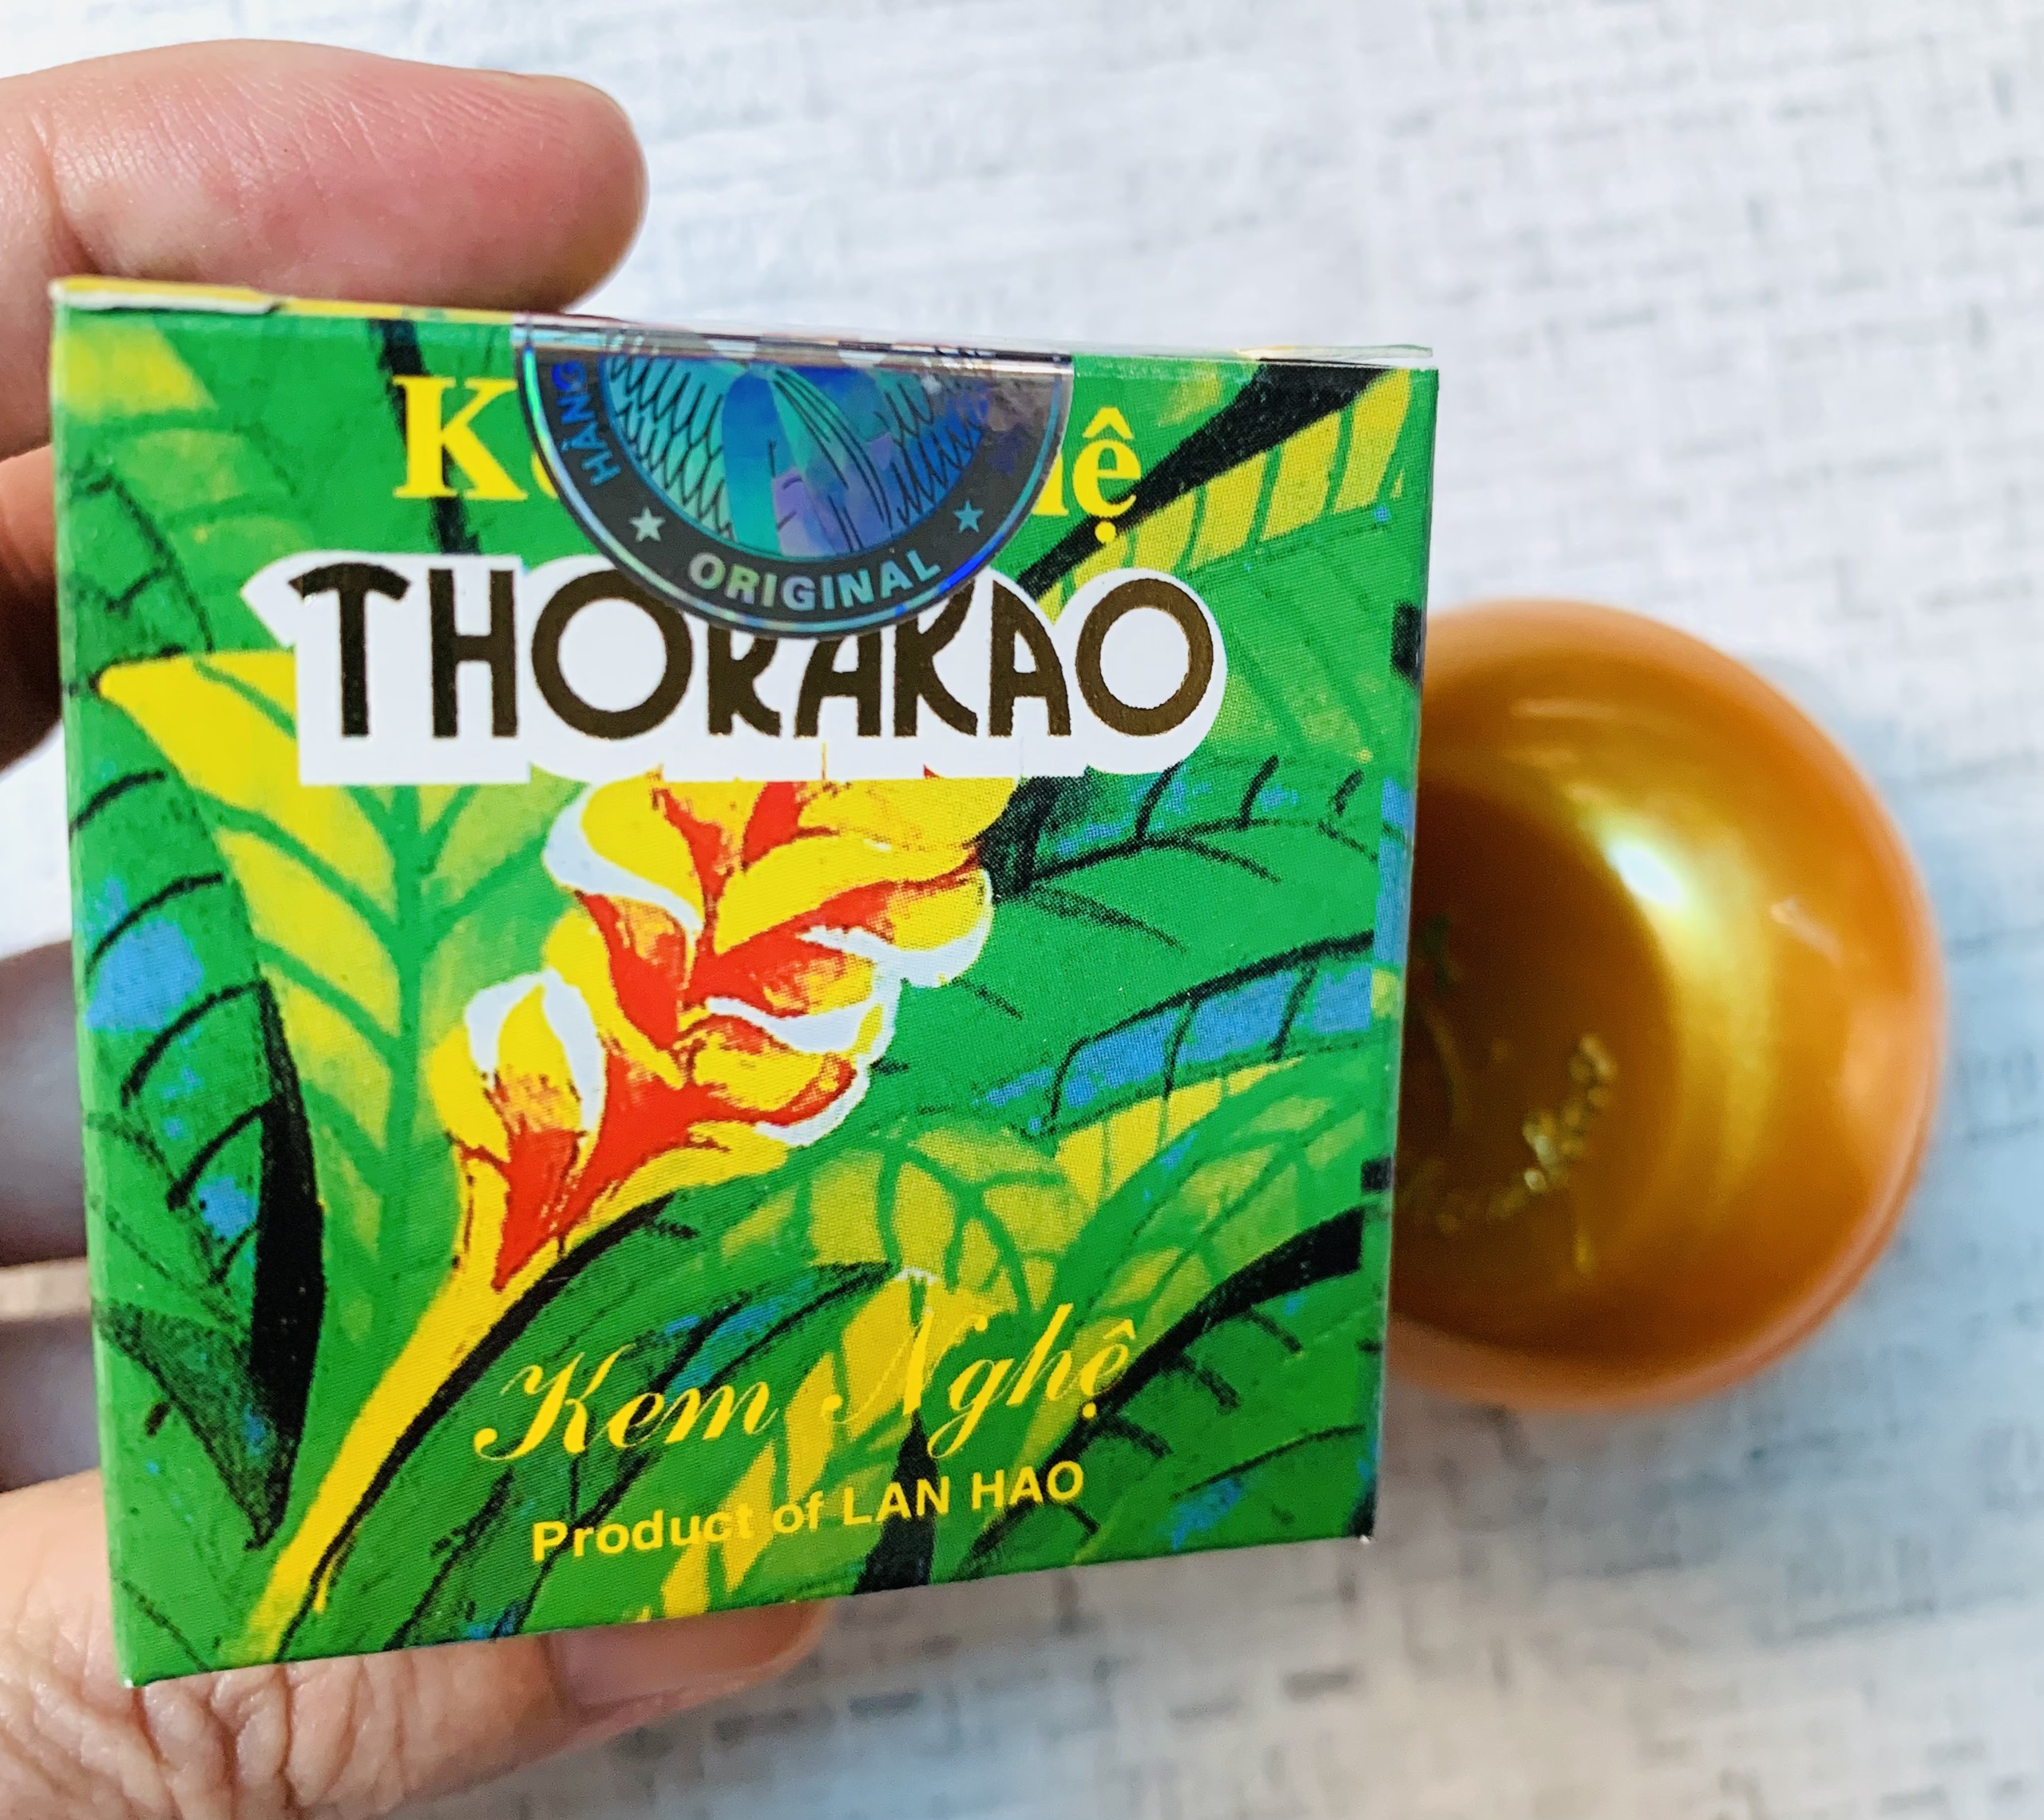 HÀNG
ORIGINAL
THORAKAO
Kem Nghệ
Product of LAN HAO